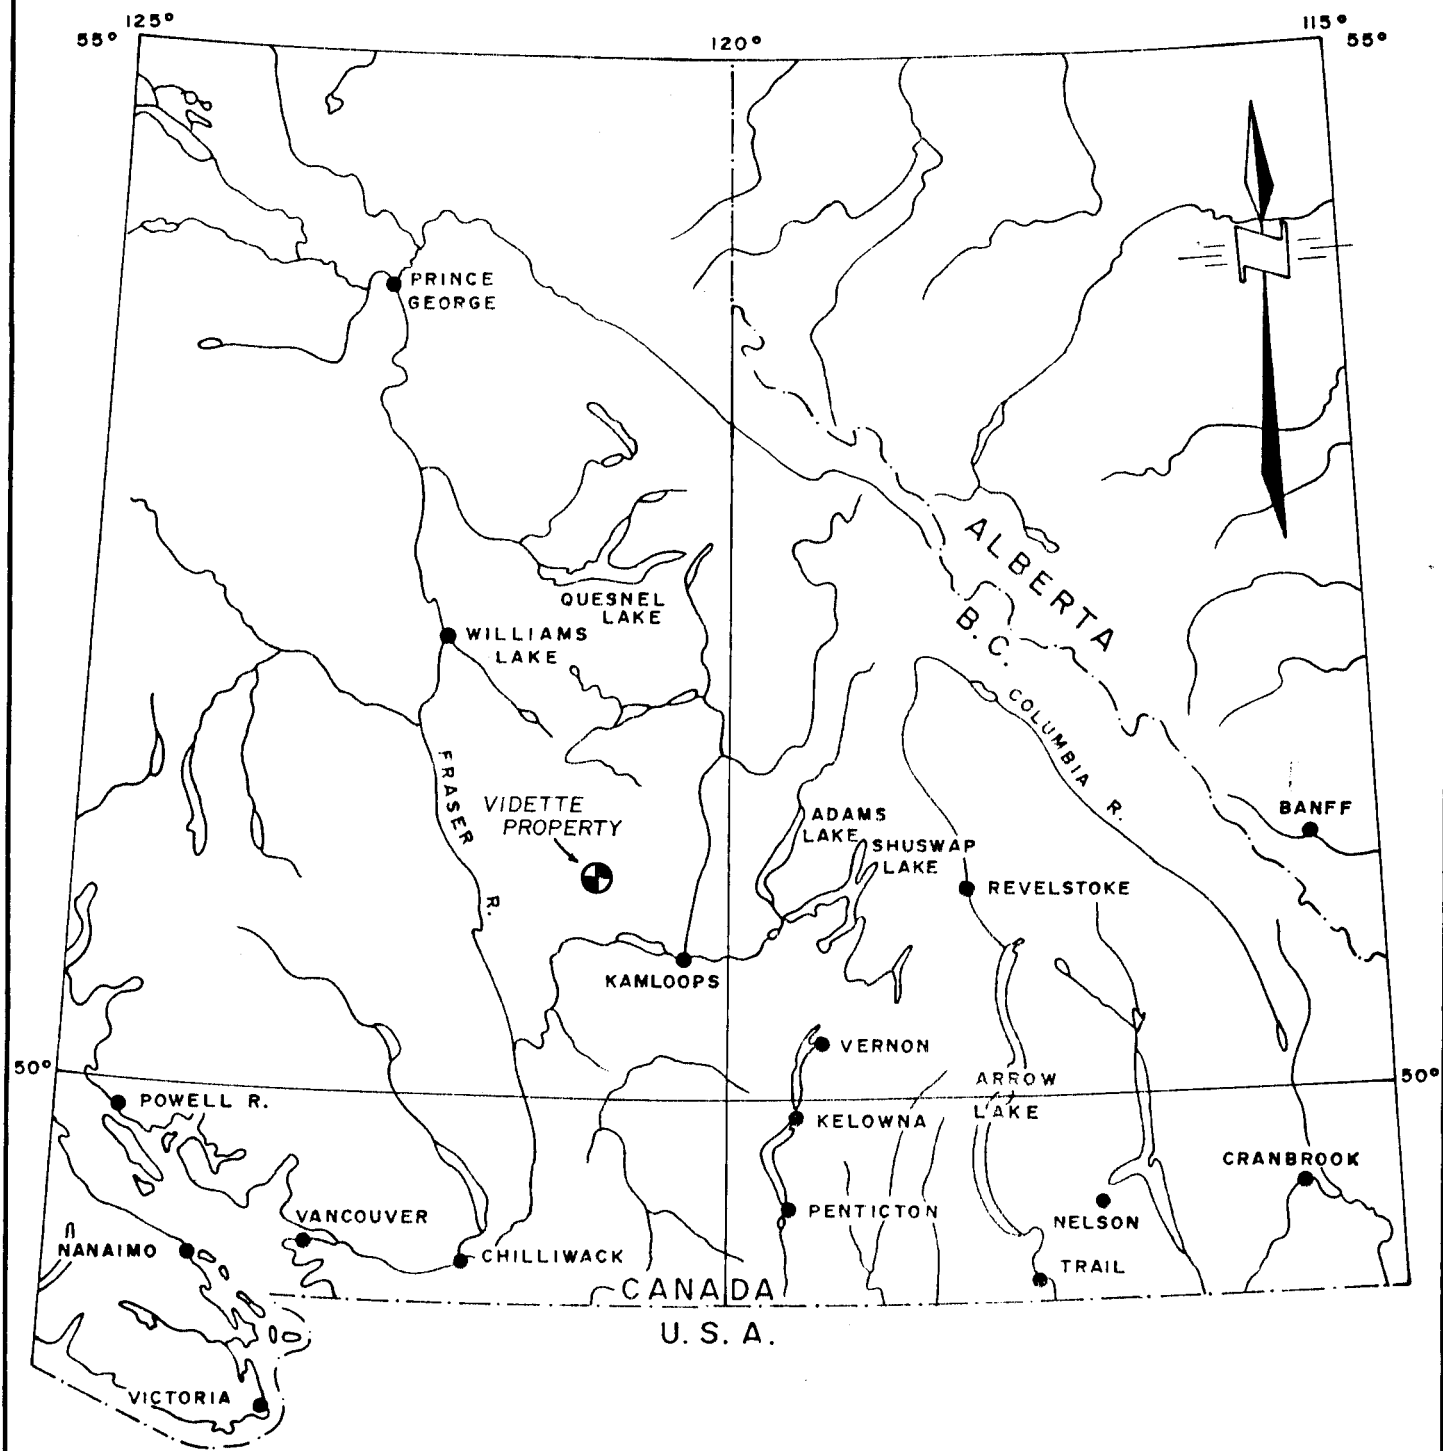 125°
115°
55°
120°
55°
PRINCE
GEORGE
QUESNEL
LAKE
WILLIAMS
LAKE
ALBERTA
B.C.
COLUMBIA R.
FRASER R.
VIDETTE
PROPERTY
ADAMS
LAKE
SHUSWAP
LAKE
BANFF
REVELSTOKE
KAMLOOPS
VERNON
50°
50°
ARROW
LAKE
POWELL R.
KELOWNA
CRANBROOK
VANCOUVER
PENTICTON
NELSON
NANAIMO
CHILLIWACK
TRAIL
CANADA
U.S.A.
VICTORIA